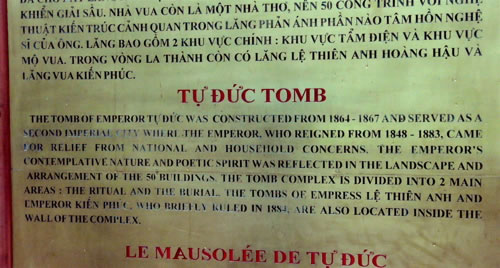 KHIỂN GIẢI SẦU. NHÀ VUA CÒN LÀ MỘT NHÀ THƠ, NÊN 50 CÔNG TRÌNH VỚI NGHỆ
THUẬT KIẾN TRÚC CẢNH QUAN TRONG LĂNG PHẢN ÁNH PHẦN NÀO TÂM HỒN NGHỆ
SĨ CỦA ÔNG. LĂNG BAO GỒM 2 KHU VỰC CHÍNH : KHU VỰC TẨM ĐIỆN VÀ KHU VỰC
MỘ VUA. TRONG VÒNG LA THÀNH CÒN CÓ LĂNG LỆ THIÊN ANH HOÀNG HẬU VÀ
LĂNG VUA KIẾN PHÚC.
TỰ ĐỨC TOMB
THE TOMB OF EMPEROR TỰ ĐỨC WAS CONSTRUCTED FROM 1864 - 1867 AND SERVED AS A
SECOND IMPERIAL CITY WHERE THE EMPEROR, WHO REIGNED FROM 1848 - 1883, CAME
FOR RELIEF FROM NATIONAL AND HOUSEHOLD CONCERNS. THE EMPEROR'S
CONTEMPLATIVE NATURE AND POETIC SPIRIT WAS REFLECTED IN THE LANDSCAPE AND
ARRANGEMENT OF THE 50 BUILDINGS. THE TOMB COMPLEX IS DIVIDED INTO 2 MAIN
AREAS : THE RITUAL AND THE BURIAL. THE TOMBS OF EMPRESS LỆ THIÊN ANH AND
EMPEROR KIẾN PHÚC, WHO BRIEFLY RULED IN 1884, ARE ALSO LOCATED INSIDE THE
WALL OF THE COMPLEX.
LE MAUSOLÉE DE TỰ ĐỨC